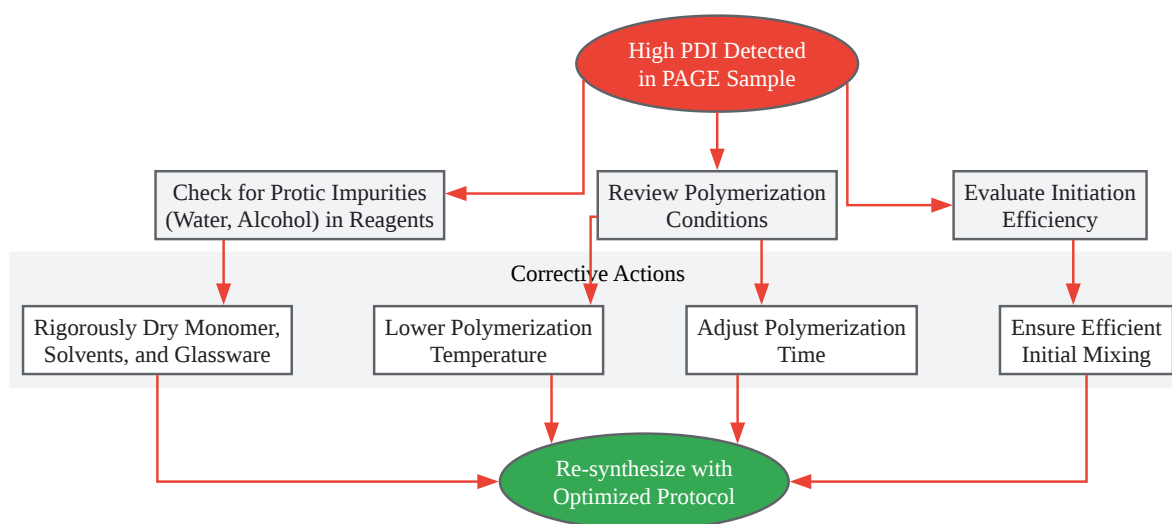 High PDI Detected
in PAGE Sample
Check for Protic Impurities
(Water, Alcohol) in Reagents
Review Polymerization
Conditions
Evaluate Initiation
Efficiency
Corrective Actions
Rigorously Dry Monomer,
Solvents, and Glassware
Lower Polymerization
Temperature
Adjust Polymerization
Time
Ensure Efficient
Initial Mixing
Re-synthesize with
Optimized Protocol